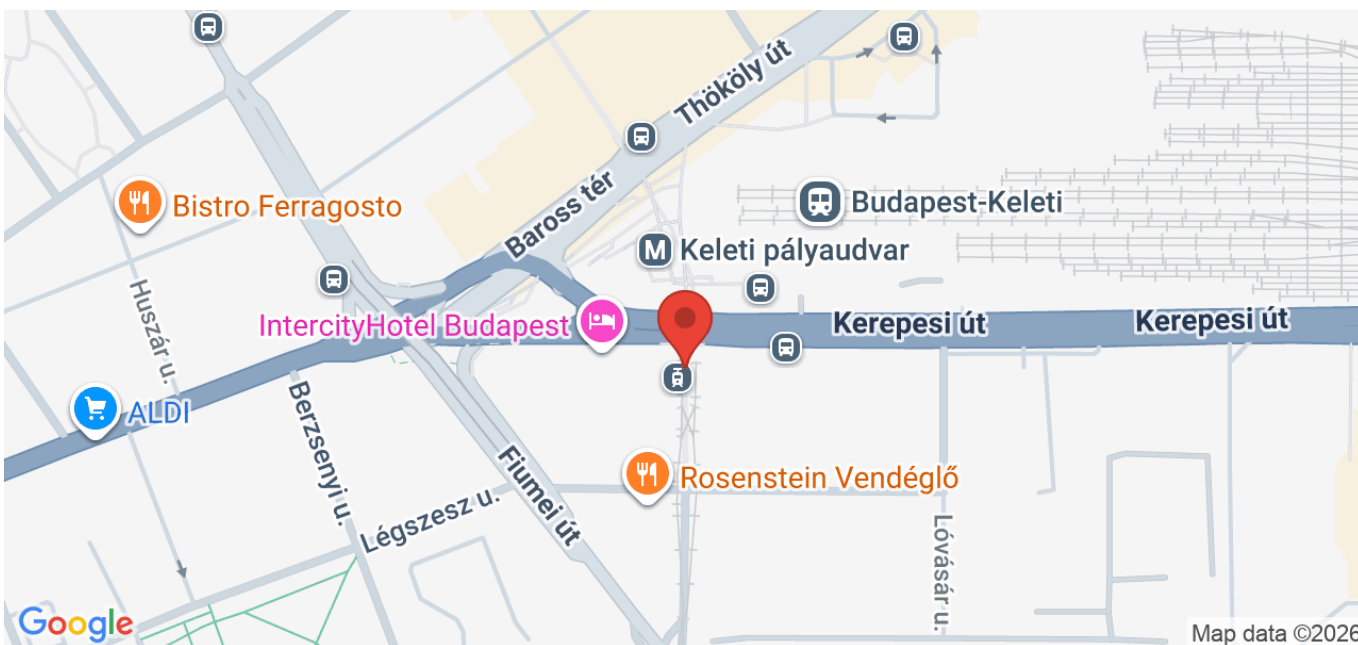 Thököly út
Bistro Ferragosto
Baross tér
Budapest-Keleti
M
Keleti pályaudvar
Huszár u.
IntercityHotel Budapest
Kerepesi út
Kerepesi út
ALDI
Berzsenyi u.
Fiumei út
Rosenstein Vendéglő
Légszesz u.
Lóvásár u.
Google
Map data ©2026